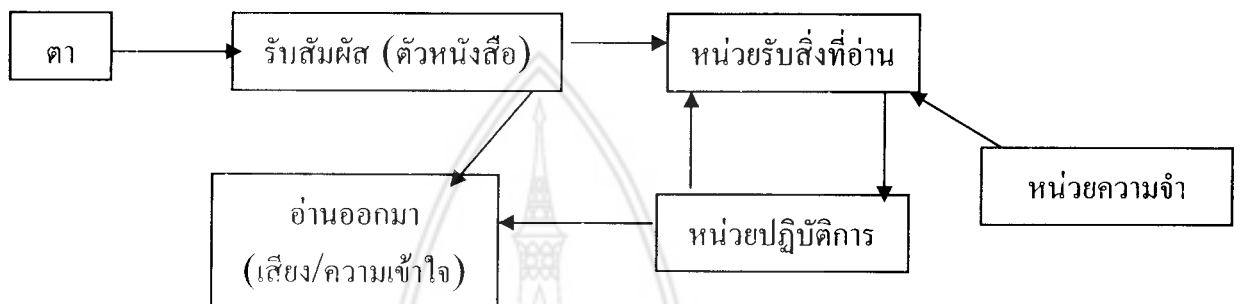 ตา
รับสัมผัส (ตัวหนังสือ)
หน่วยรับสิ่งที่อ่าน
หน่วยความจำ
อ่านออกมา
(เสียง/ความเข้าใจ)
หน่วยปฏิบัติการ